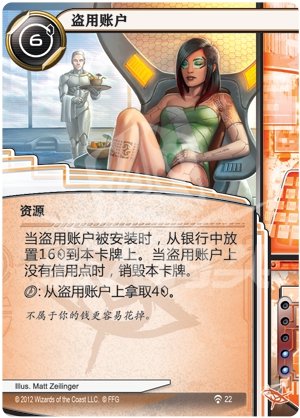 盗用账户
6
资源
当盗用账户被安装时，从银行中放
置16○到本卡牌上。当盗用账户上
没有信用点时，销毁本卡牌。
：从盗用账户上拿取4○。
不属于你的钱更容易花掉。
Illus. Matt Zeilinger
© 2012 Wizards of the Coast LLC. © FFG
22